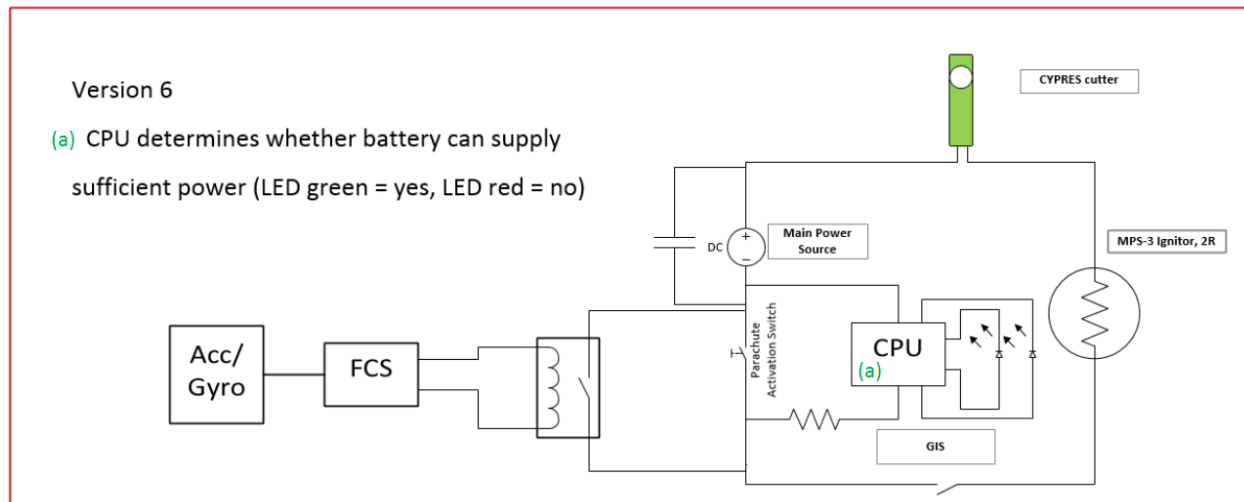 Version 6
(a) CPU determines whether battery can supply
sufficient power (LED green = yes, LED red = no)
CYPRES cutter
DC
+
−
Main Power
Source
MPS-3 Ignitor, 2R
Acc/
Gyro
FCS
Parachute
Activation Switch
CPU
(a)
GIS